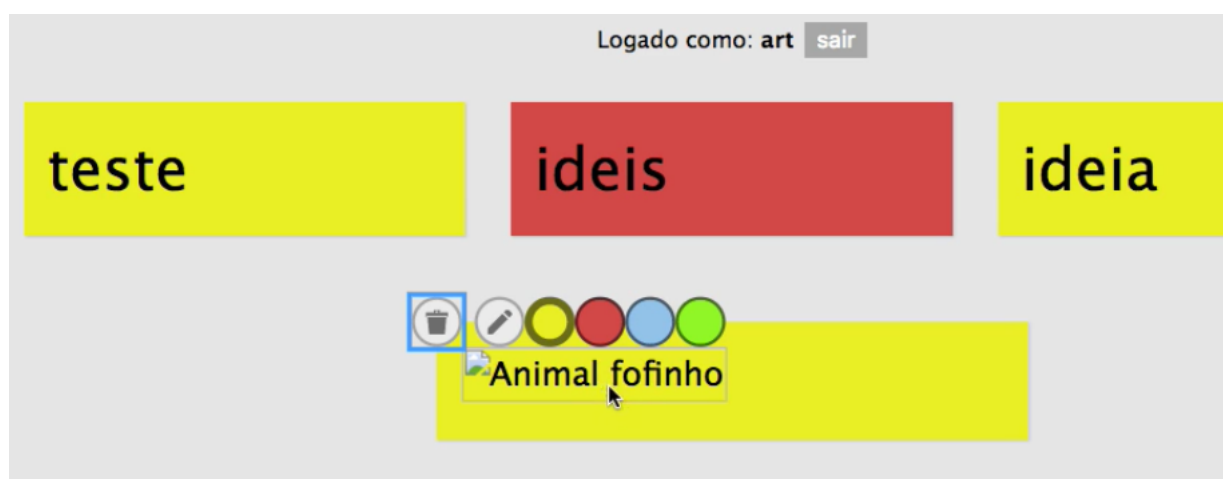 Logado como: art sair
teste
ideis
ideia
Animal fofinho